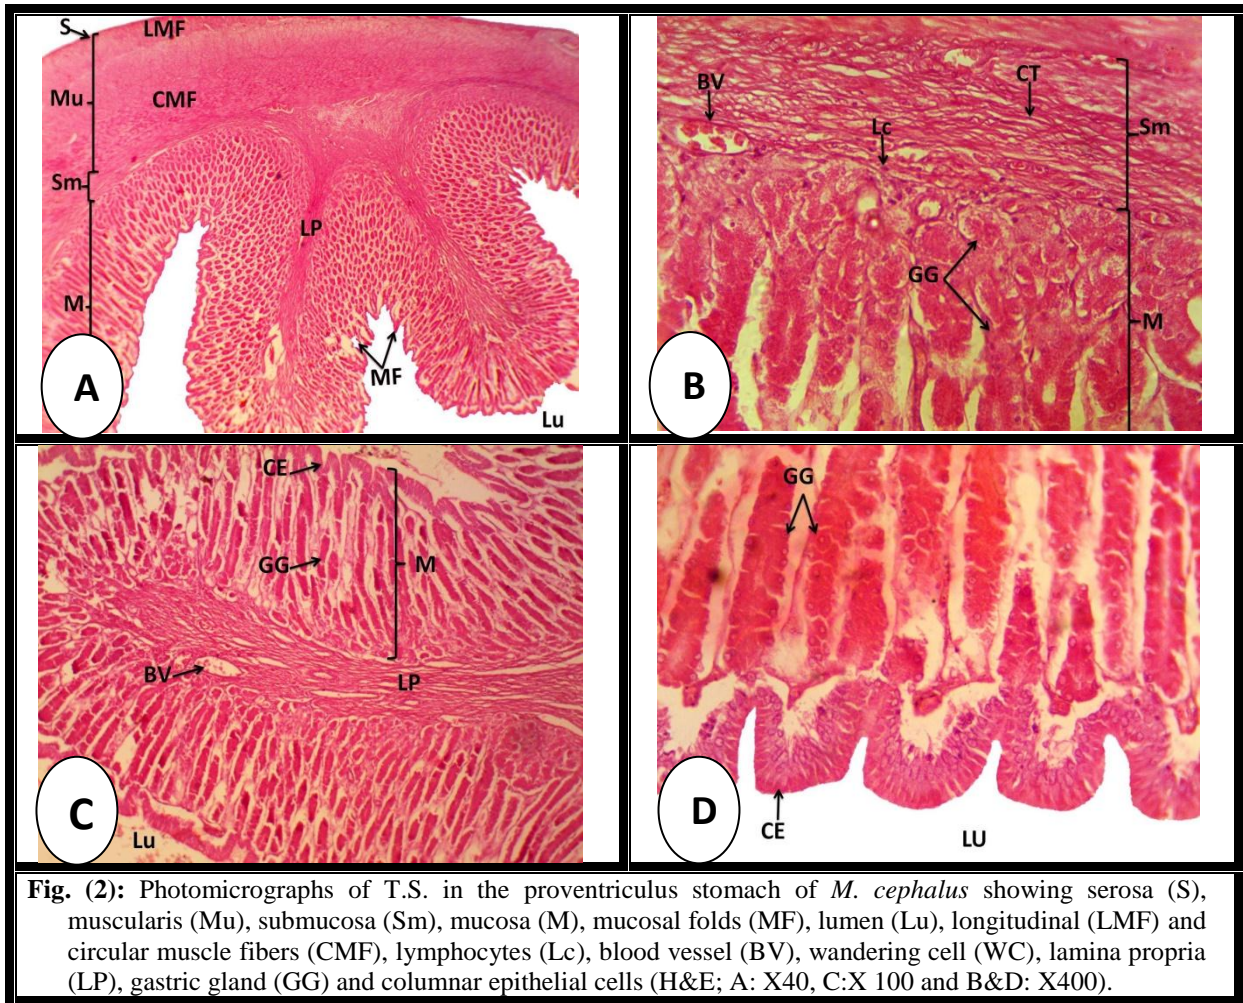 S
LMF
Mu
CMF
Sm
LP
M
MF
A
Lu
BV
CT
Lc
Sm
GG
M
B
CE
GG
M
BV
LP
C
Lu
GG
D
CE
LU
Fig. (2): Photomicrographs of T.S. in the proventriculus stomach of M. cephalus showing serosa (S),
muscularis (Mu), submucosa (Sm), mucosa (M), mucosal folds (MF), lumen (Lu), longitudinal (LMF) and
circular muscle fibers (CMF), lymphocytes (Lc), blood vessel (BV), wandering cell (WC), lamina propria
(LP), gastric gland (GG) and columnar epithelial cells (H&E; A: X40, C:X 100 and B&D: X400).